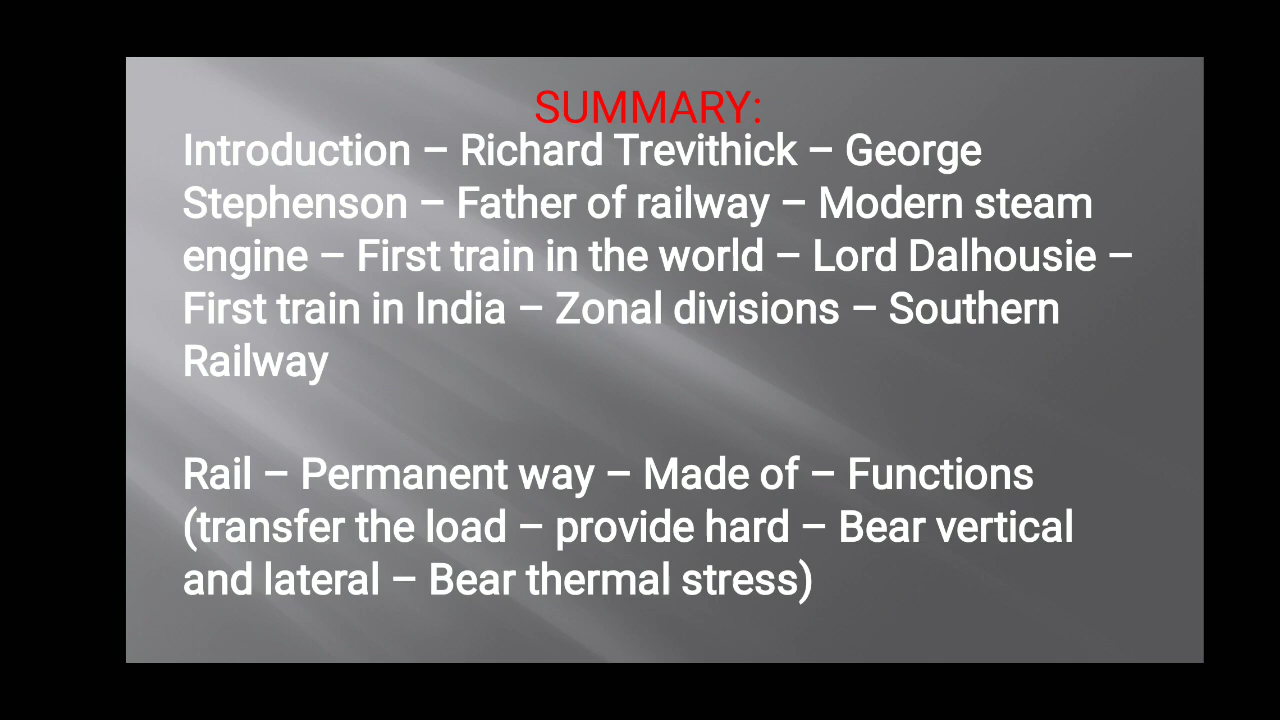 SUMMARY:
Introduction – Richard Trevithick – George
Stephenson – Father of railway – Modern steam
engine – First train in the world – Lord Dalhousie –
First train in India – Zonal divisions – Southern
Railway
Rail – Permanent way – Made of – Functions
(transfer the load – provide hard – Bear vertical
and lateral – Bear thermal stress)